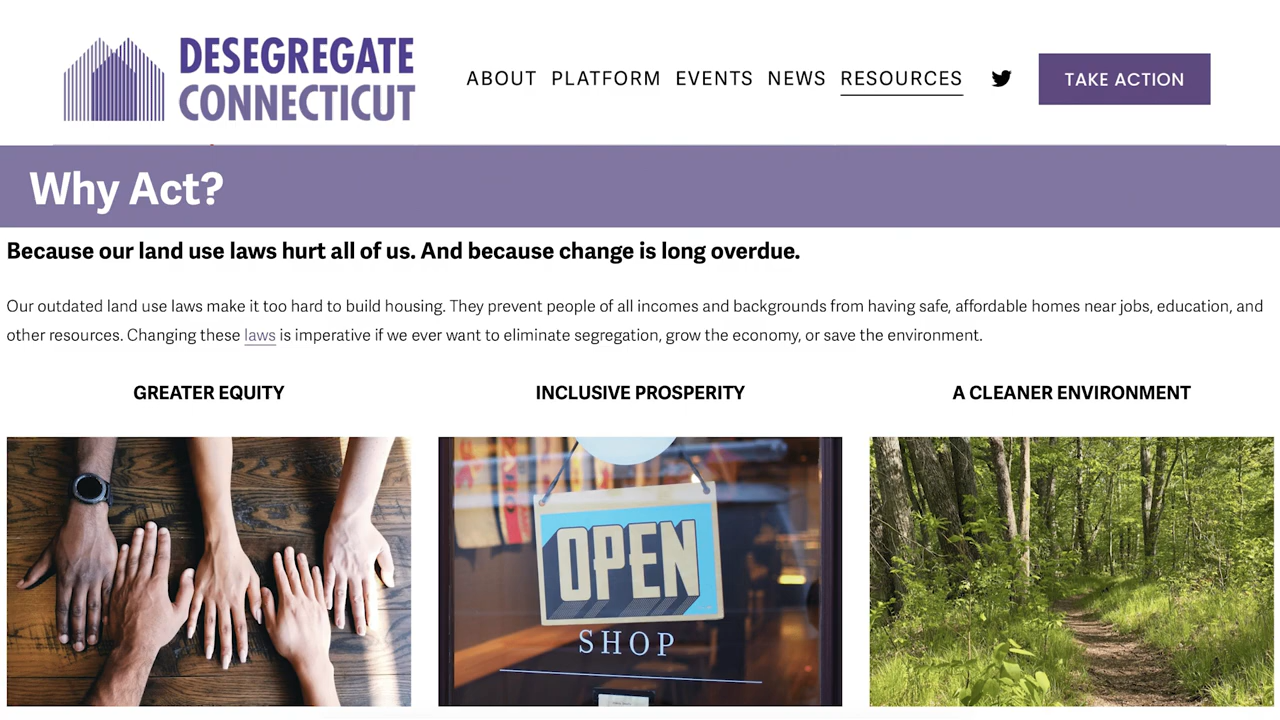 DESEGREGATE
CONNECTICUT
ABOUT PLATFORM EVENTS NEWS RESOURCES
TAKE ACTION
Why Act?
Because our land use laws hurt all of us. And because change is long overdue.
Our outdated land use laws make it too hard to build housing. They prevent people of all incomes and backgrounds from having safe, affordable homes near jobs, education, and
other resources. Changing these laws is imperative if we ever want to eliminate segregation, grow the economy, or save the environment.
GREATER EQUITY
INCLUSIVE PROSPERITY
A CLEANER ENVIRONMENT
OPEN
SHOP